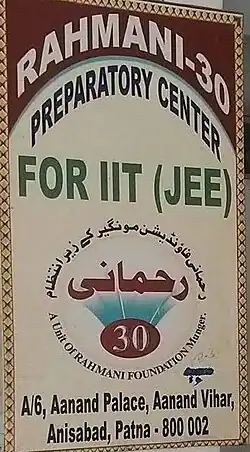 RAHMANI-30
PREPARATORY CENTER
FOR IIT (JEE)
رحمانی فاؤنڈیشن مونگیر کے زیر انتظام
رحمانی
30
A Unit Of RAHMANI FOUNDATION Munger.
A/6, Aanand Palace, Aanand Vihar,
Anisabad, Patna - 800 002